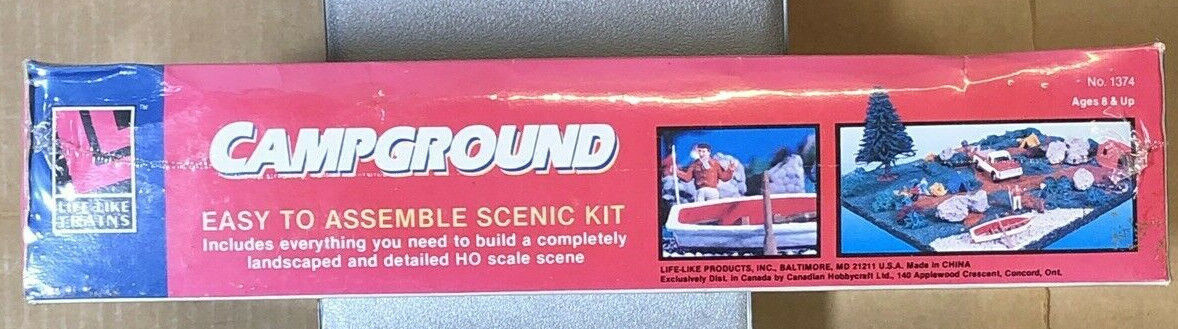 LIFE-LIKE
TRAINS
TM
CAMPGROUND
EASY TO ASSEMBLE SCENIC KIT
Includes everything you need to build a completely
landscaped and detailed HO scale scene
No. 1374
Ages 8 & Up
LIFE-LIKE PRODUCTS, INC., BALTIMORE, MD 21211 U.S.A. Made in CHINA
Exclusively Dist. in Canada by Canadian Hobbycraft Ltd., 140 Applewood Crescent, Concord, Ont.